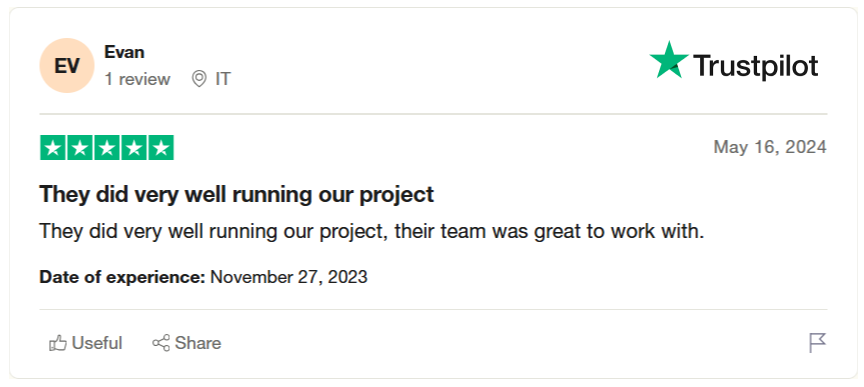 EV
Evan
1 review IT
Trustpilot
May 16, 2024
They did very well running our project
They did very well running our project, their team was great to work with.
Date of experience: November 27, 2023
Useful Share